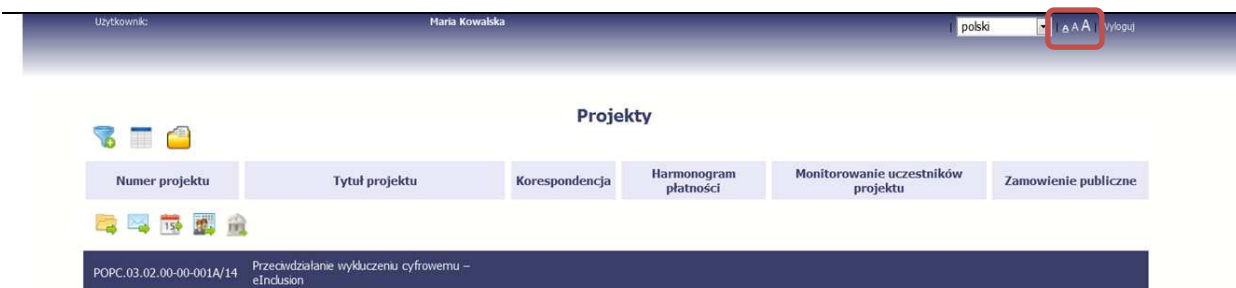 Użytkownik: Maria Kowalska | polski | A A A | Wyloguj
Projekty
Numer projektu Tytuł projektu Korespondencja Harmonogram płatności Monitorowanie uczestników projektu Zamowienie publiczne
15
POPC.03.02.00-00-001A/14 Przeciwdziałanie wykluczeniu cyfrowemu –
eInclusion